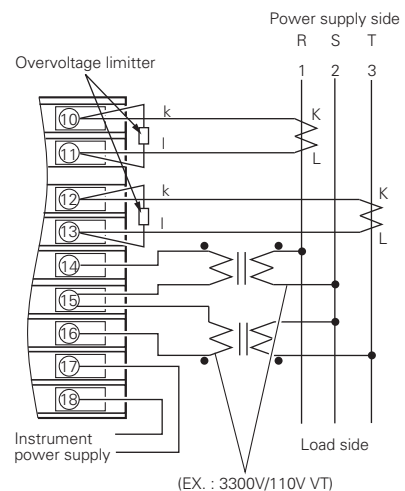 Power supply side
R S T
1 2 3
Overvoltage limitter
k K
⑩
⑪
l L
k K
⑫
⑬
l L
⑭
⑮
⑯
⑰
⑱
Instrument
power supply
Load side
(EX. : 3300V/110V VT)